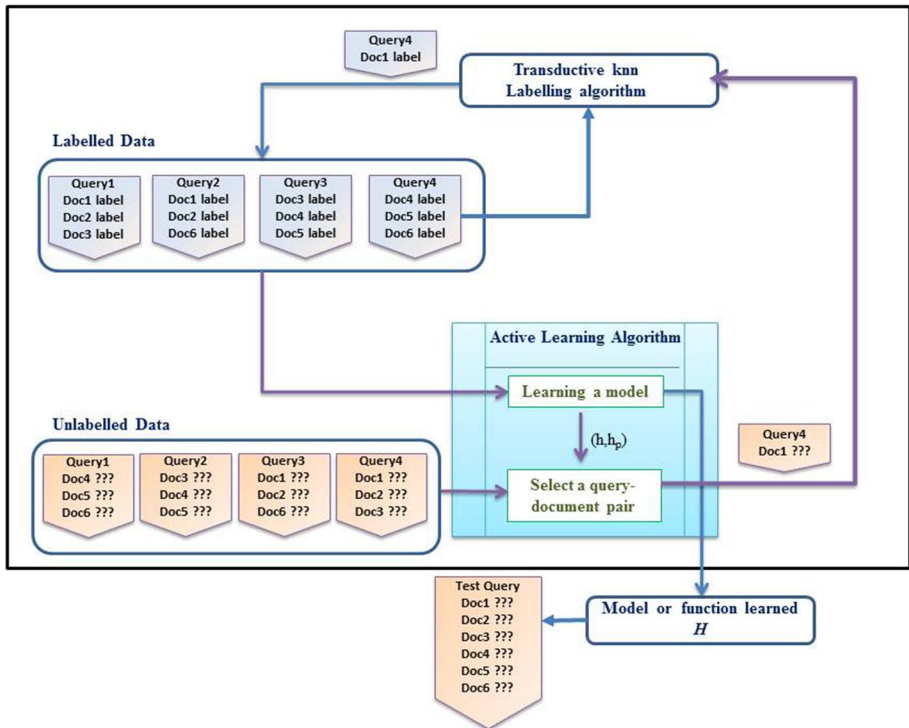 Query4
Doc1 label
Transductive knn
Labelling algorithm
Labelled Data
Query1
Doc1 label
Doc2 label
Doc3 label
Query2
Doc1 label
Doc2 label
Doc6 label
Query3
Doc3 label
Doc4 label
Doc5 label
Query4
Doc4 label
Doc5 label
Doc6 label
Active Learning Algorithm
Learning a model
(h,hp)
Select a query-
document pair
Query4
Doc1 ???
Unlabelled Data
Query1
Doc4 ???
Doc5 ???
Doc6 ???
Query2
Doc3 ???
Doc4 ???
Doc5 ???
Query3
Doc1 ???
Doc2 ???
Doc6 ???
Query4
Doc1 ???
Doc2 ???
Doc3 ???
Test Query
Doc1 ???
Doc2 ???
Doc3 ???
Doc4 ???
Doc5 ???
Doc6 ???
Model or function learned
H